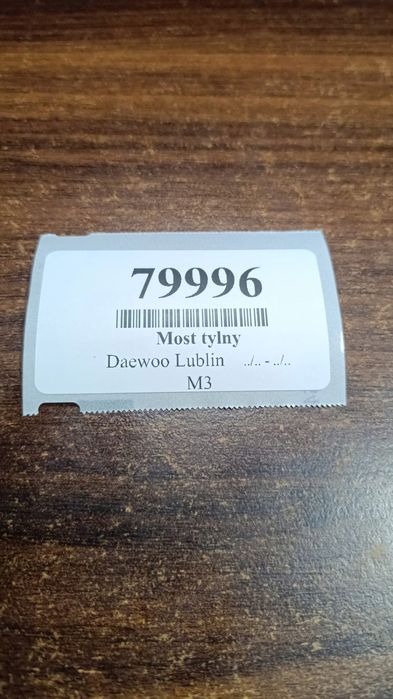 79996
Most tylny
Daewoo Lublin ../.. - ../..
M3